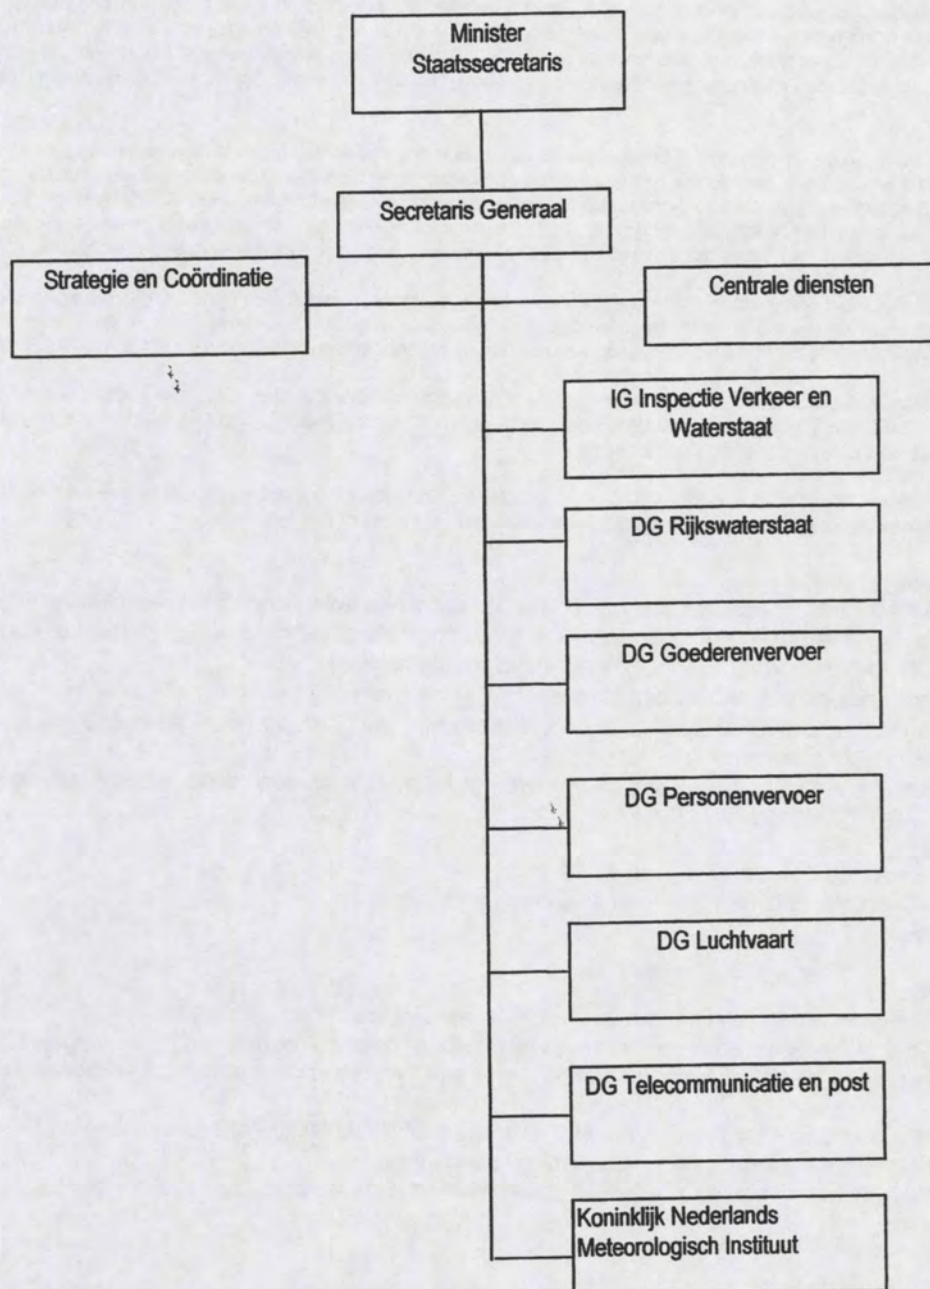 Minister
Staatssecretaris
Secretaris Generaal
Strategie en Coördinatie
Centrale diensten
IG Inspectie Verkeer en
Waterstaat
DG Rijkswaterstaat
DG Goederenvervoer
DG Personenvervoer
DG Luchtvaart
DG Telecommunicatie en post
Koninklijk Nederlands
Meteorologisch Instituut